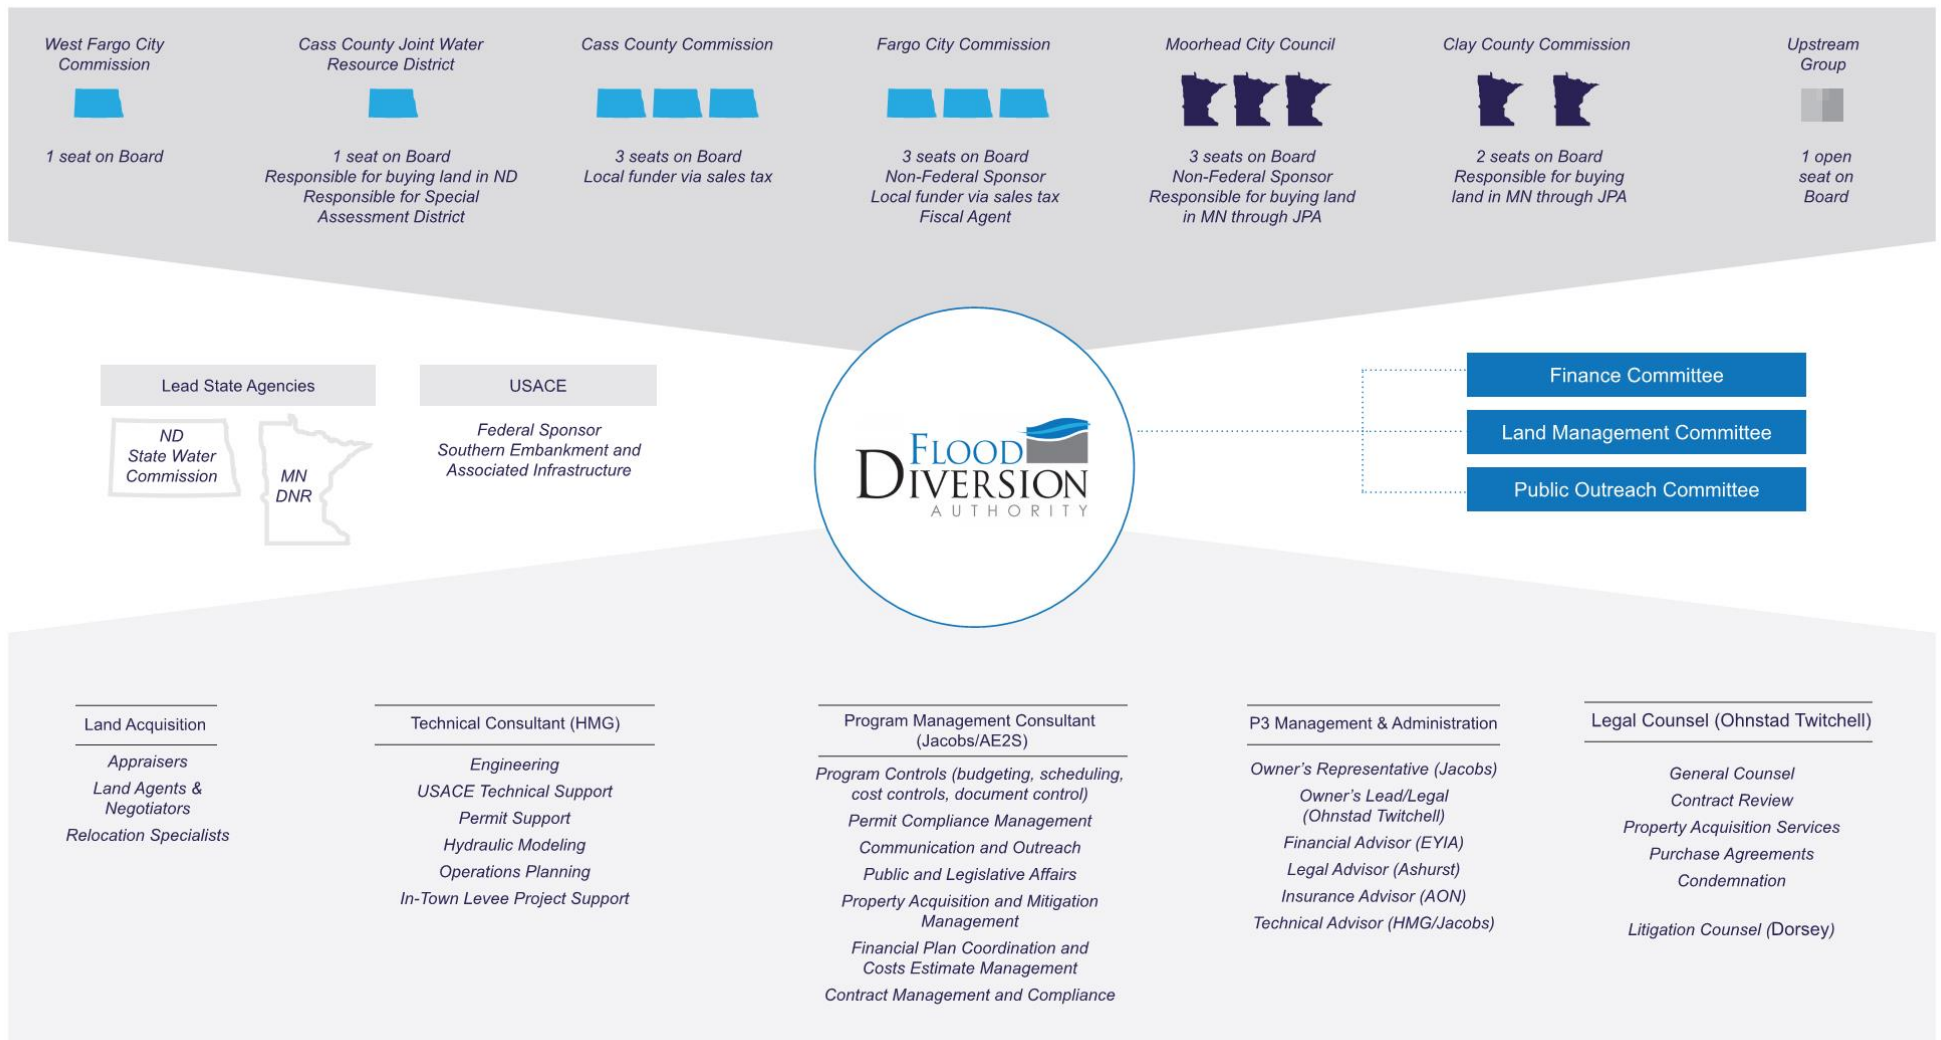 West Fargo City
Commission
1 seat on Board
Cass County Joint Water
Resource District
1 seat on Board
Responsible for buying land in ND
Responsible for Special
Assessment District
Cass County Commission
3 seats on Board
Local funder via sales tax
Fargo City Commission
3 seats on Board
Non-Federal Sponsor
Local funder via sales tax
Fiscal Agent
Moorhead City Council
3 seats on Board
Non-Federal Sponsor
Responsible for buying land
in MN through JPA
Clay County Commission
2 seats on Board
Responsible for buying
land in MN through JPA
Upstream
Group
1 open
seat on
Board
Lead State Agencies
ND
State Water
Commission
MN
DNR
USACE
Federal Sponsor
Southern Embankment and
Associated Infrastructure
FLOOD
DIVERSION
AUTHORITY
Finance Committee
Land Management Committee
Public Outreach Committee
Land Acquisition
Appraisers
Land Agents &
Negotiators
Relocation Specialists
Technical Consultant (HMG)
Engineering
USACE Technical Support
Permit Support
Hydraulic Modeling
Operations Planning
In-Town Levee Project Support
Program Management Consultant
(Jacobs/AE2S)
Program Controls (budgeting, scheduling,
cost controls, document control)
Permit Compliance Management
Communication and Outreach
Public and Legislative Affairs
Property Acquisition and Mitigation
Management
Financial Plan Coordination and
Costs Estimate Management
Contract Management and Compliance
P3 Management & Administration
Owner's Representative (Jacobs)
Owner's Lead/Legal
(Ohnstad Twitchell)
Financial Advisor (EYIA)
Legal Advisor (Ashurst)
Insurance Advisor (AON)
Technical Advisor (HMG/Jacobs)
Legal Counsel (Ohnstad Twitchell)
General Counsel
Contract Review
Property Acquisition Services
Purchase Agreements
Condemnation
Litigation Counsel (Dorsey)